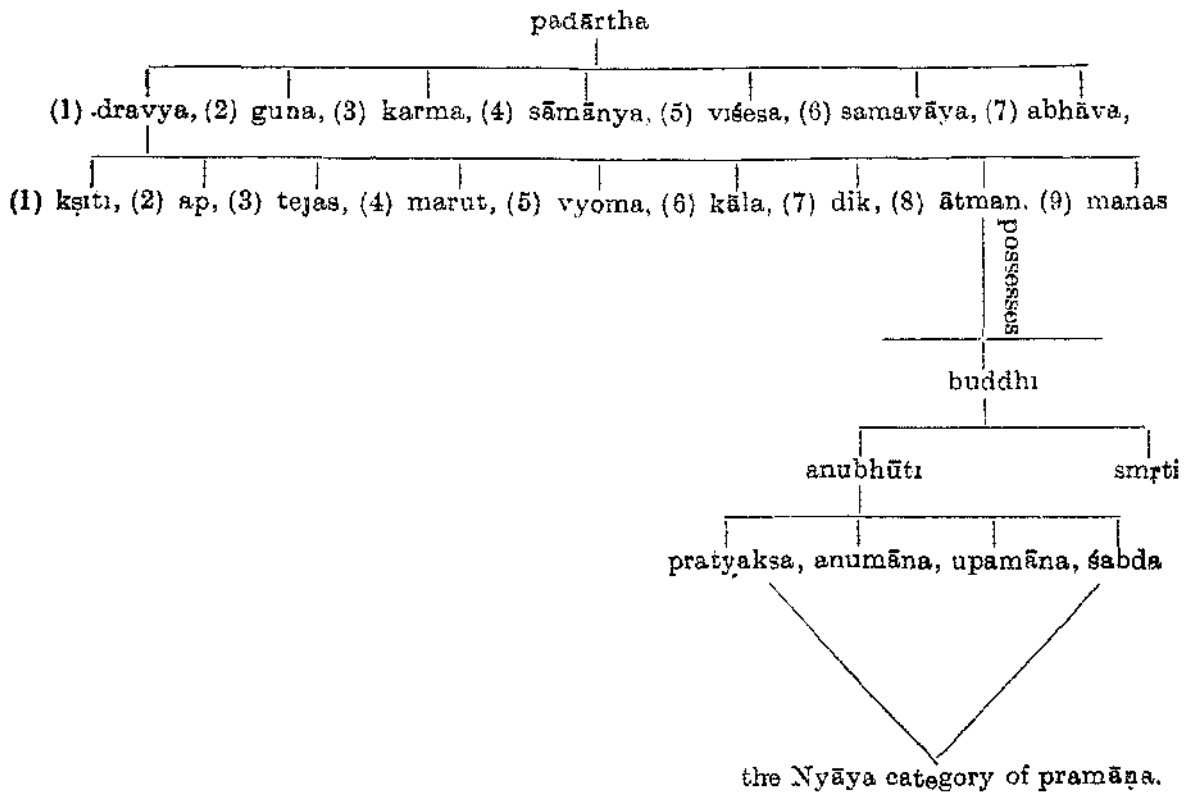 padārtha
(1) dravya, (2) guna, (3) karma, (4) sāmānya, (5) viśesa, (6) samavāya, (7) abhāva,
(1) kṣiti, (2) ap, (3) tejas, (4) marut, (5) vyoma, (6) kāla, (7) dik, (8) ātman. (9) manas
possesses
buddhi
anubhūti smṛti
pratyakṣa, anumāna, upamāna, śabda
the Nyāya category of pramāṇa.